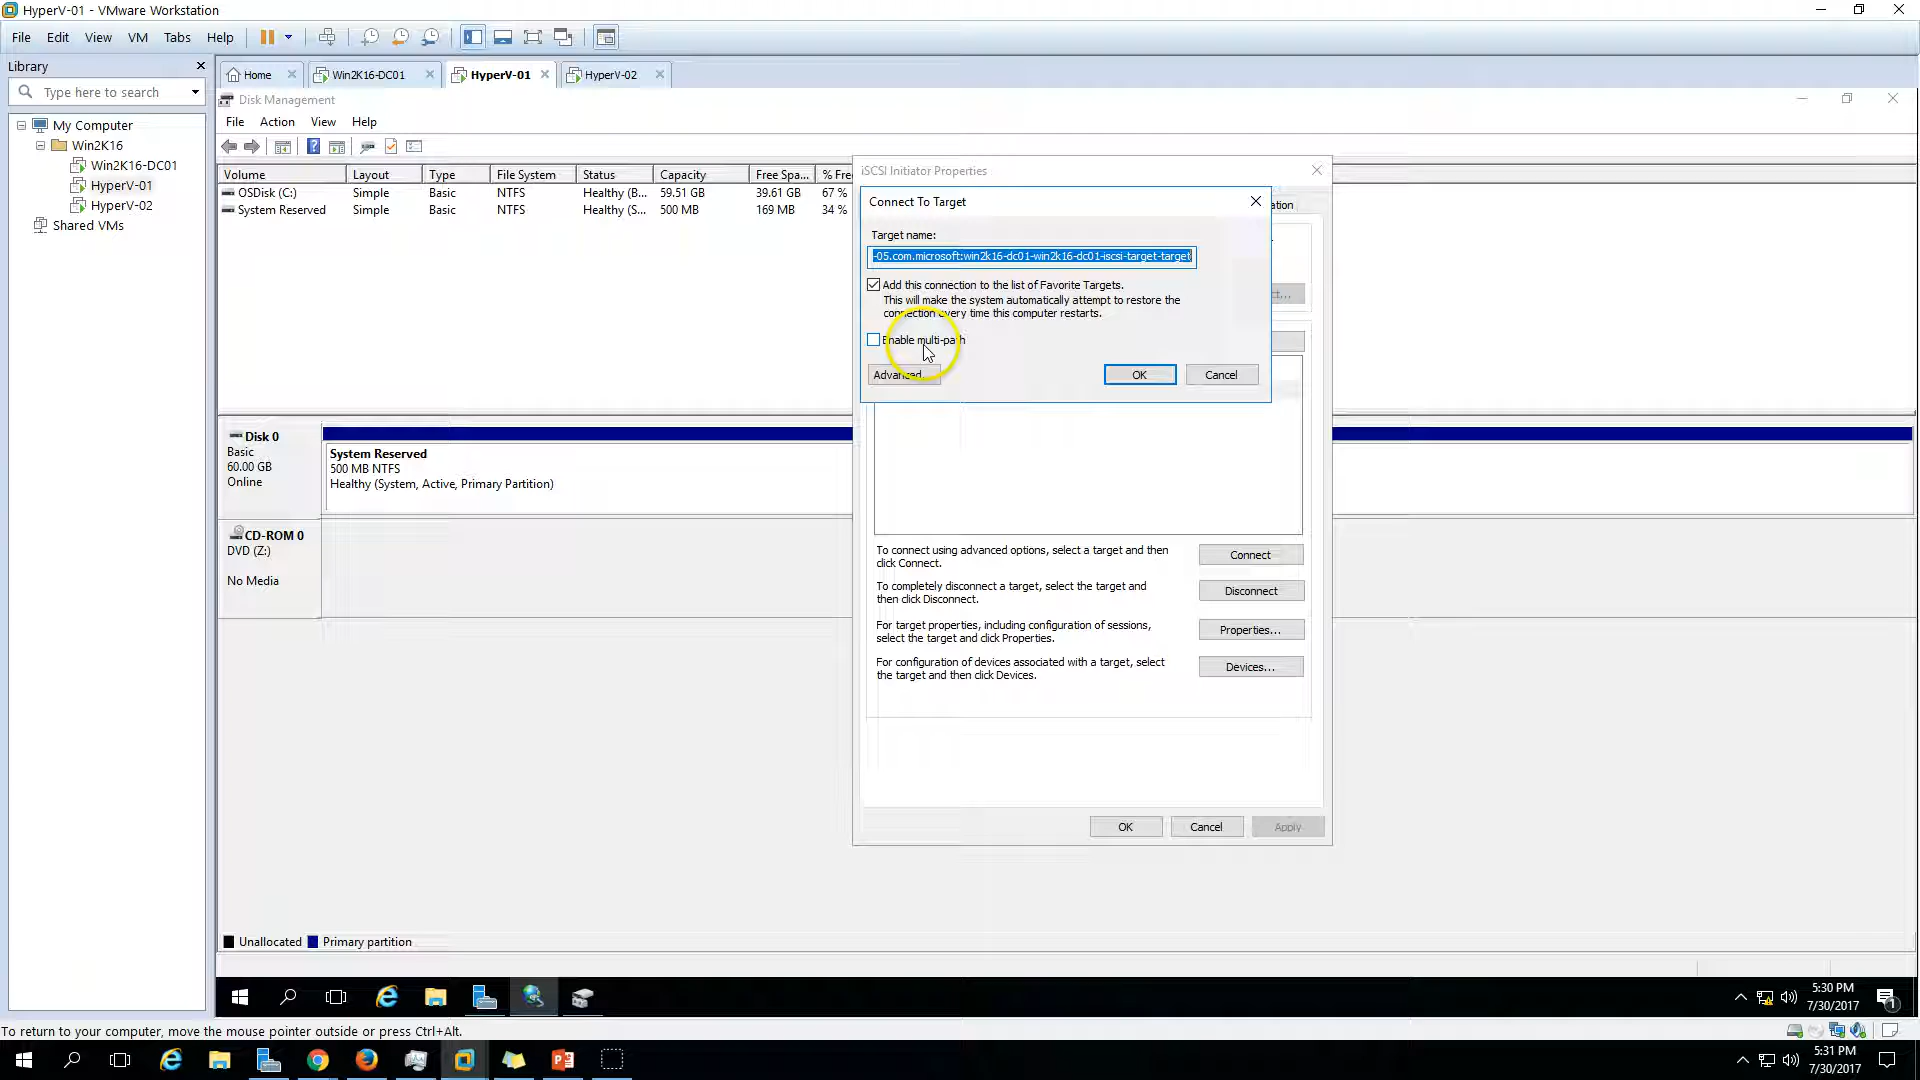 HyperV-01 - VMware Workstation
File Edit View VM Tabs Help
Library
Type here to search
My Computer
Win2K16
Win2K16-DC01
HyperV-01
HyperV-02
Shared VMs
Home Win2K16-DC01 HyperV-01 HyperV-02
Disk Management
File Action View Help
Volume Layout Type File System Status Capacity Free Spa... % Fre
OSDisk (C:) Simple Basic NTFS Healthy (B... 59.51 GB 39.61 GB 67 %
System Reserved Simple Basic NTFS Healthy (S... 500 MB 169 MB 34 %
iSCSI Initiator Properties
Connect To Target
Target name:
-05.com.microsoft:win2k16-dc01-win2k16-dc01-iscsi-target-target
Add this connection to the list of Favorite Targets.
This will make the system automatically attempt to restore the
connection every time this computer restarts.
Enable multi-path
Advanced...
OK Cancel
Disk 0
Basic
60.00 GB
Online
System Reserved
500 MB NTFS
Healthy (System, Active, Primary Partition)
CD-ROM 0
DVD (Z:)
No Media
To connect using advanced options, select a target and then
click Connect.
Connect
To completely disconnect a target, select the target and
then click Disconnect.
Disconnect
For target properties, including configuration of sessions,
select the target and click Properties.
Properties...
For configuration of devices associated with a target, select
the target and then click Devices.
Devices...
OK Cancel Apply
Unallocated Primary partition
5:30 PM
7/30/2017
To return to your computer, move the mouse pointer outside or press Ctrl+Alt.
5:31 PM
7/30/2017